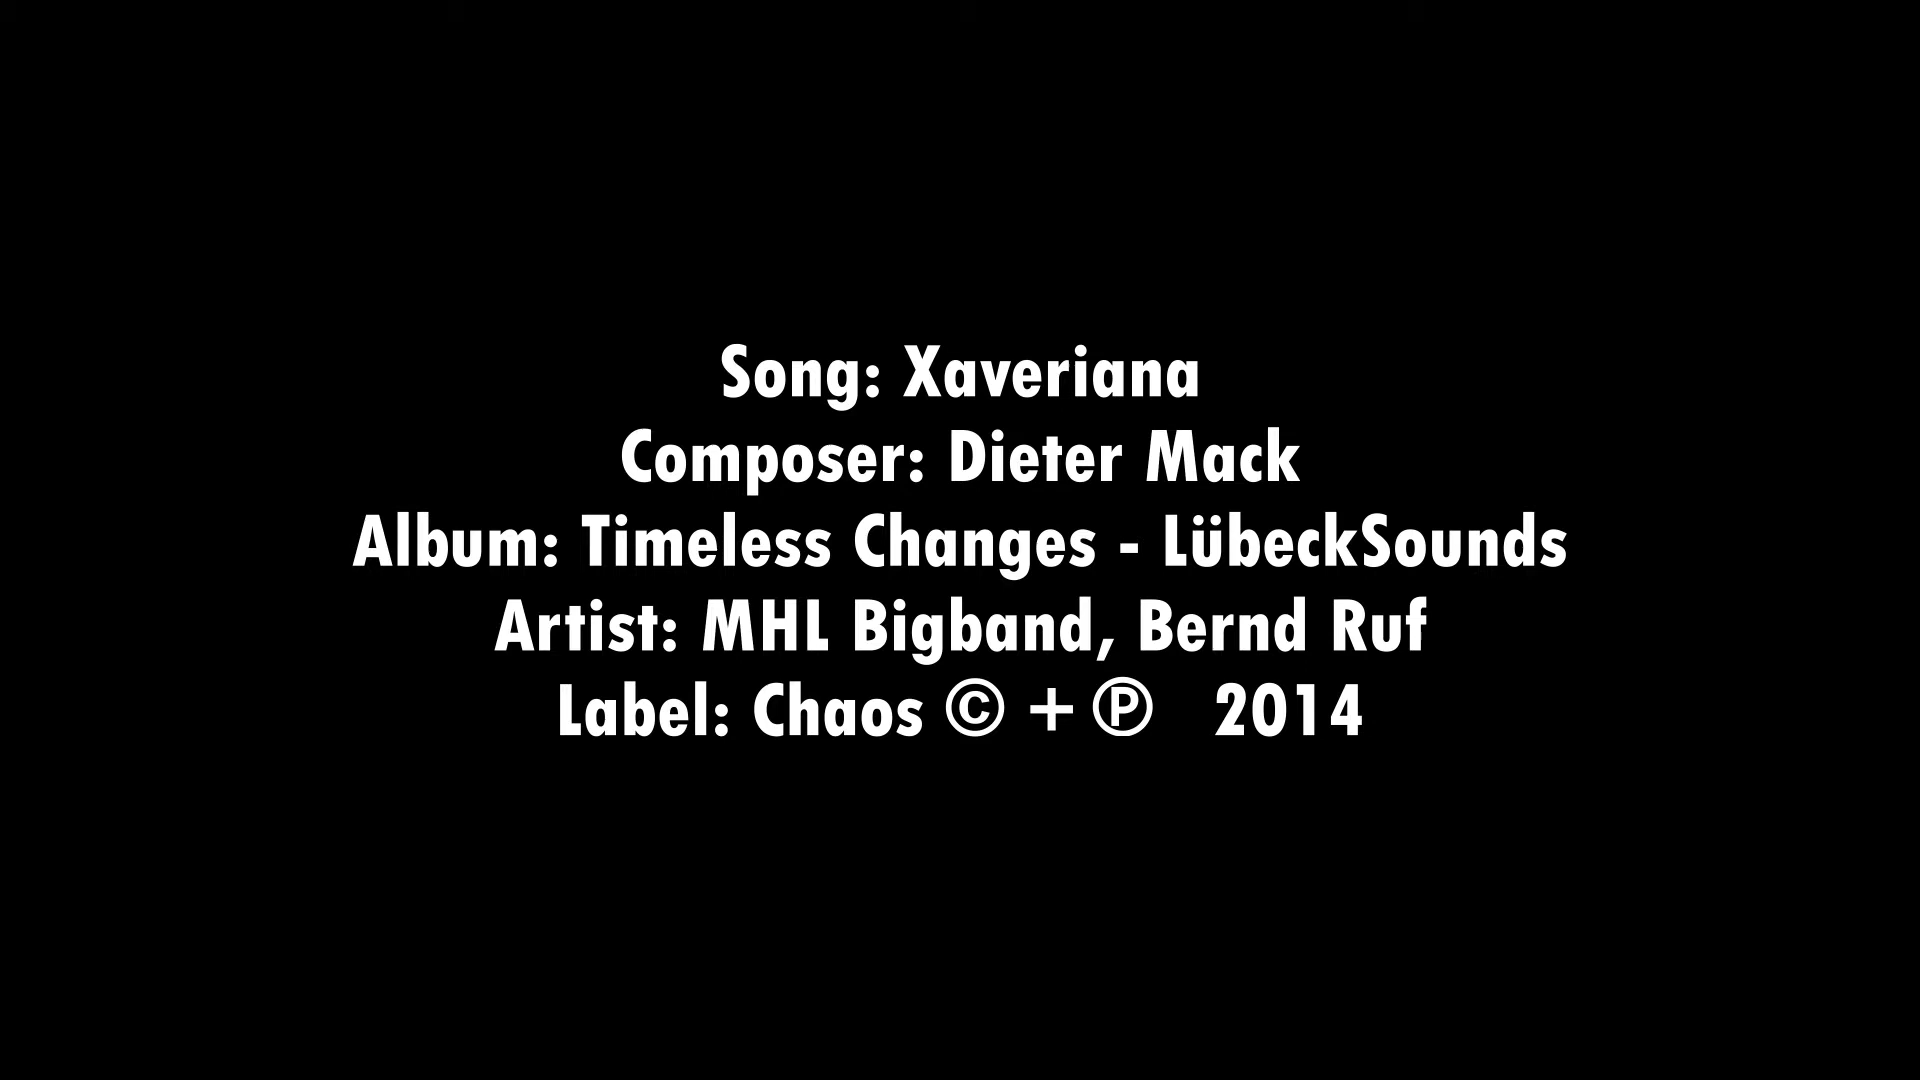 Song: Xaveriana
Composer: Dieter Mack
Album: Timeless Changes - LübeckSounds
Artist: MHL Bigband, Bernd Ruf
Label: Chaos © + ℗ 2014